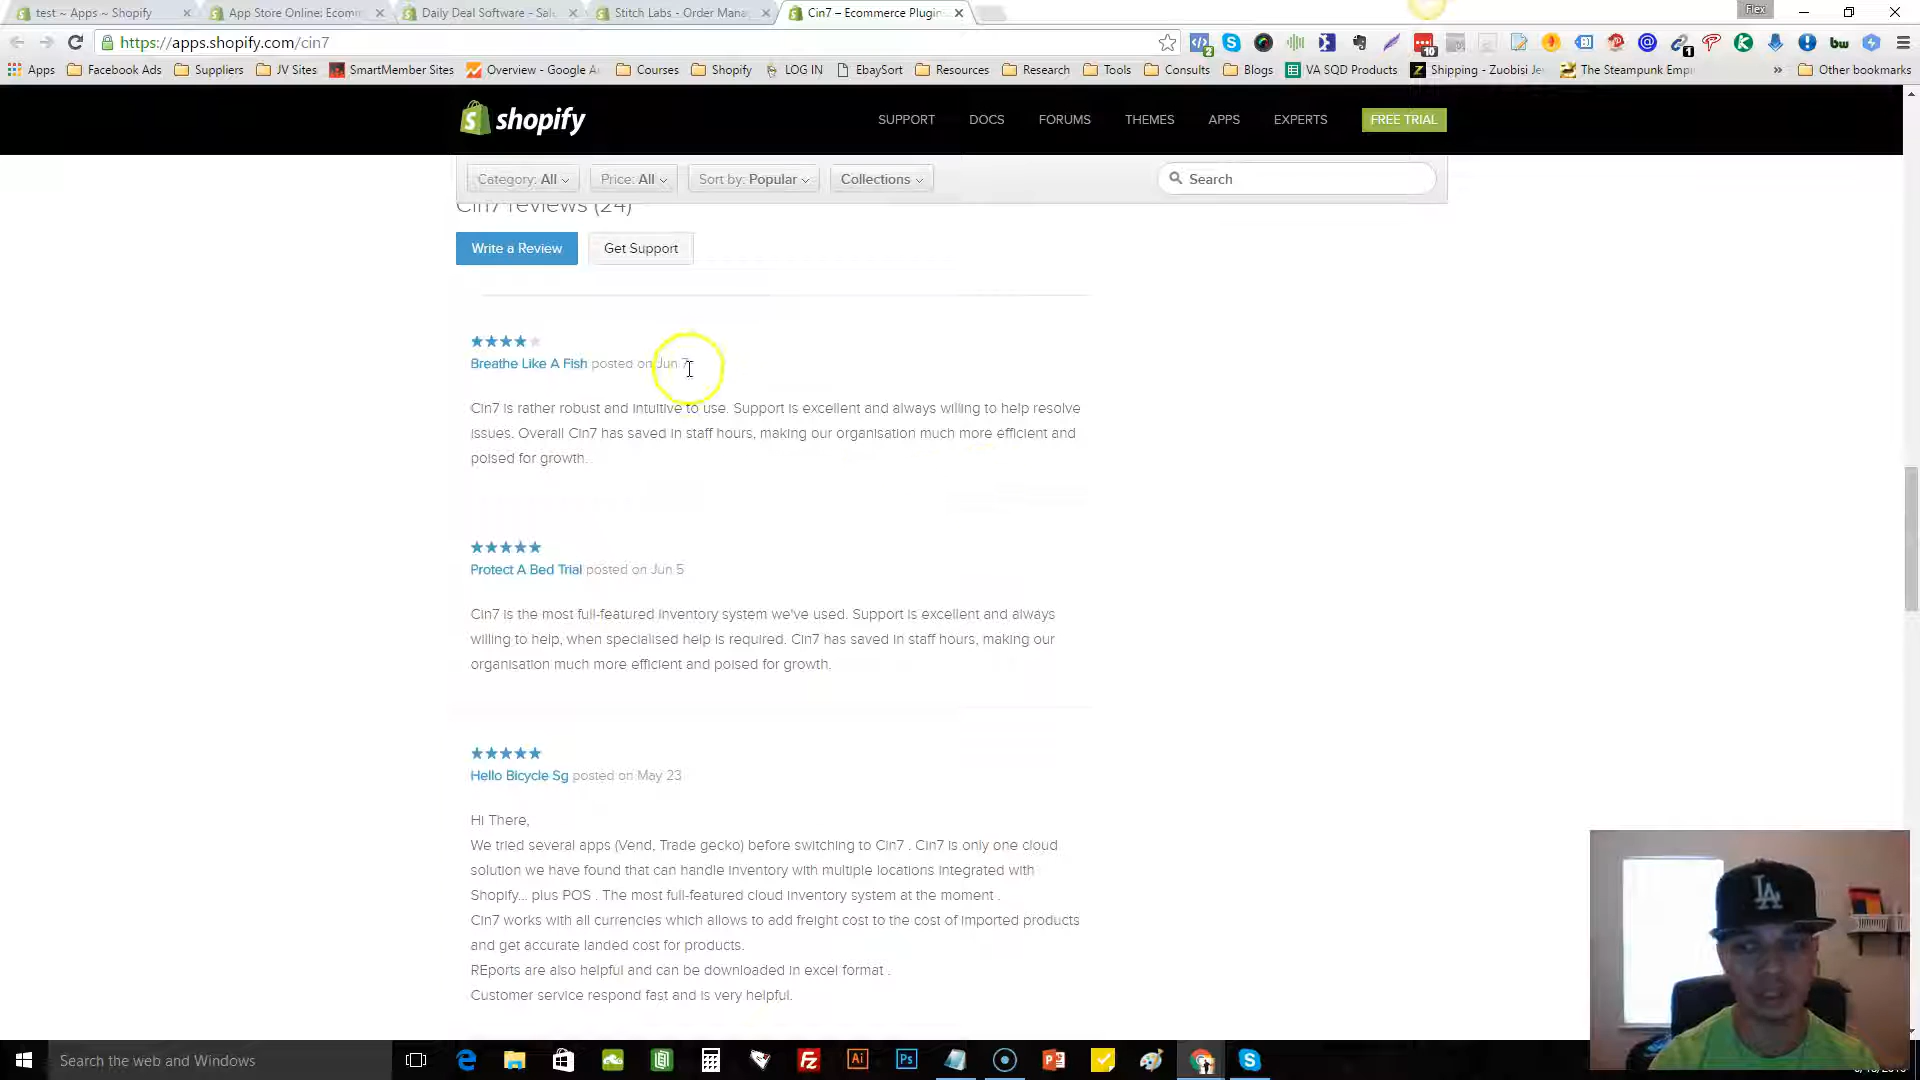 test ~ Apps ~ Shopify
App Store Online: Ecomm
Daily Deal Software - Sal
Stitch Labs - Order Mana
Cin7 – Ecommerce Plugin
Flex
https://apps.shopify.com/cin7
Apps
Facebook Ads
Suppliers
JV Sites
SmartMember Sites
Overview - Google A
Courses
Shopify
LOG IN
EbaySort
Resources
Research
Tools
Consults
Blogs
VA SQD Products
Shipping - Zuobisi Je
The Steampunk Empi
» Other bookmarks
shopify
SUPPORT
DOCS
FORUMS
THEMES
APPS
EXPERTS
FREE TRIAL
Category: All
Price: All
Sort by: Popular
Collections
Search
Cin7 reviews (24)
Write a Review
Get Support
Breathe Like A Fish posted on Jun 7
Cin7 is rather robust and intuitive to use. Support is excellent and always willing to help resolve
issues. Overall Cin7 has saved in staff hours, making our organisation much more efficient and
poised for growth.
Protect A Bed Trial posted on Jun 5
Cin7 is the most full-featured inventory system we've used. Support is excellent and always
willing to help, when specialised help is required. Cin7 has saved in staff hours, making our
organisation much more efficient and poised for growth.
Hello Bicycle Sg posted on May 23
Hi There,
We tried several apps (Vend, Trade gecko) before switching to Cin7 . Cin7 is only one cloud
solution we have found that can handle inventory with multiple locations integrated with
Shopify... plus POS . The most full-featured cloud inventory system at the moment .
Cin7 works with all currencies which allows to add freight cost to the cost of imported products
and get accurate landed cost for products.
REports are also helpful and can be downloaded in excel format .
Customer service respond fast and is very helpful.
LA
Search the web and Windows